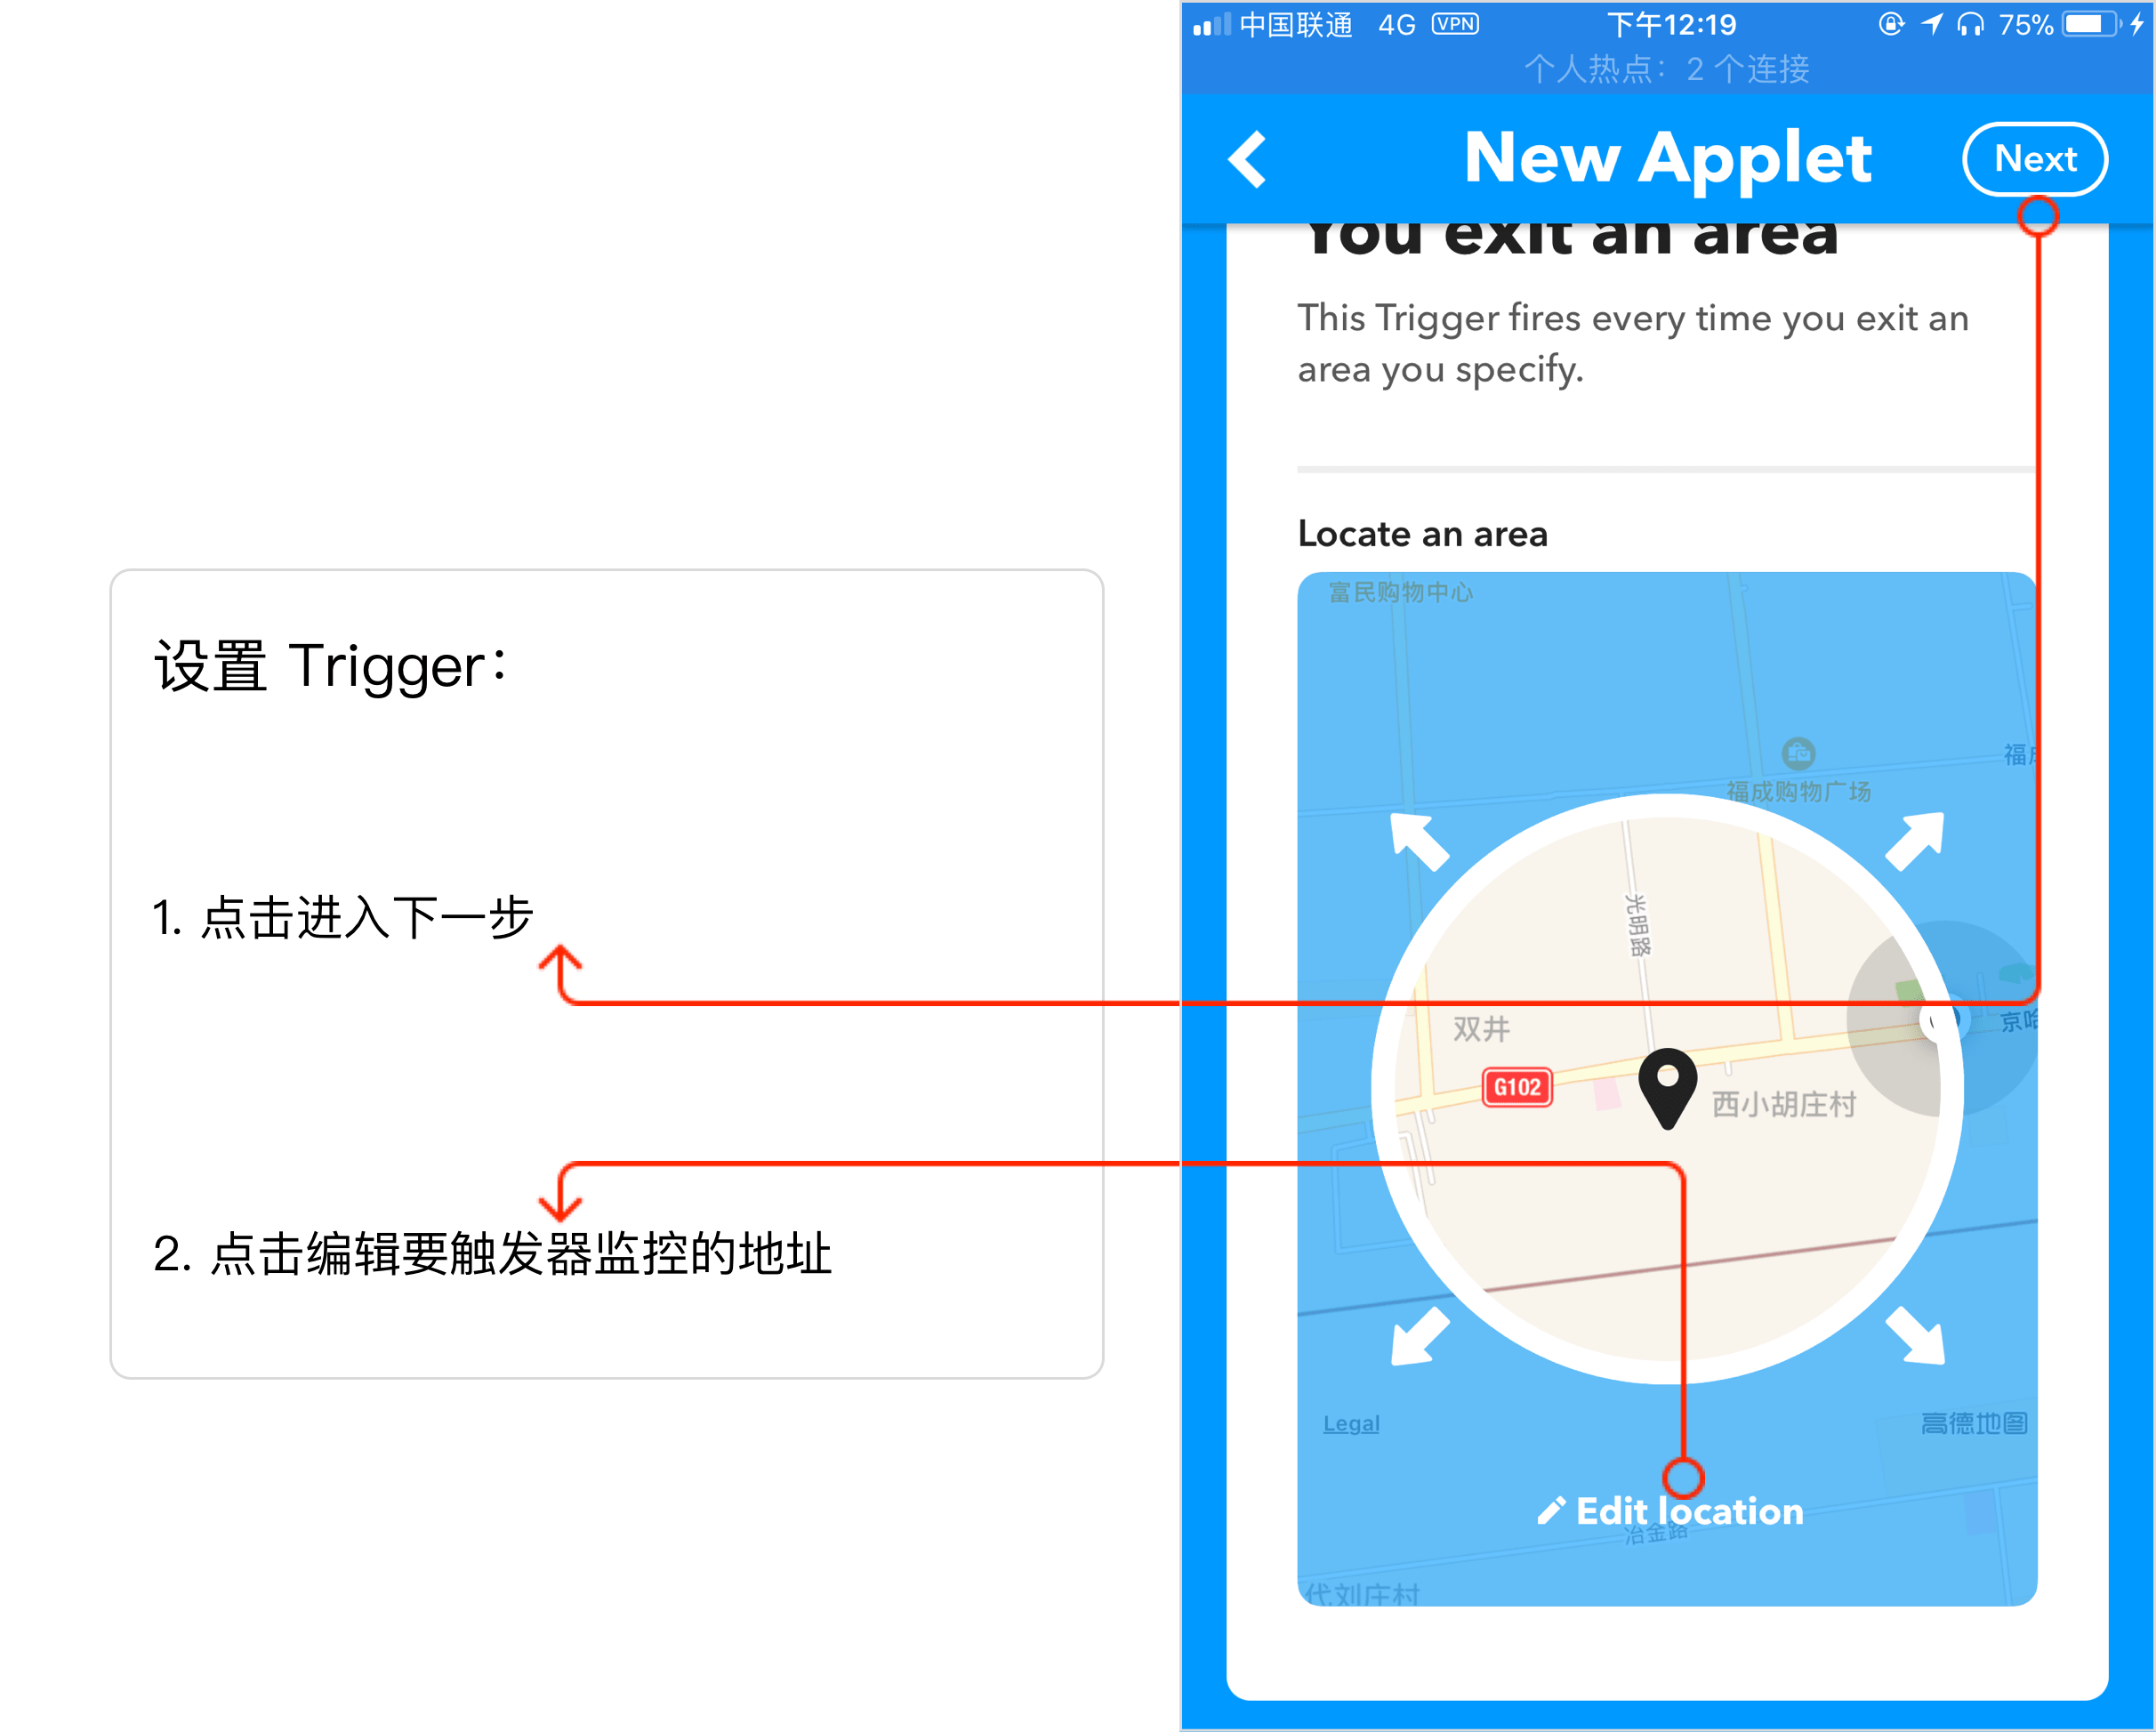 设置 Trigger：
1. 点击进入下一步
2. 点击编辑要触发器监控的地址
中国联通 4G VPN 下午12:19 75%
个人热点：2 个连接
New Applet
Next
You exit an area
This Trigger fires every time you exit an
area you specify.
Locate an area
富民购物中心
福成
福成购物广场
光明路
双井
京哈
G102
西小胡庄村
Legal
高德地图
Edit location
冶金路
代刘庄村